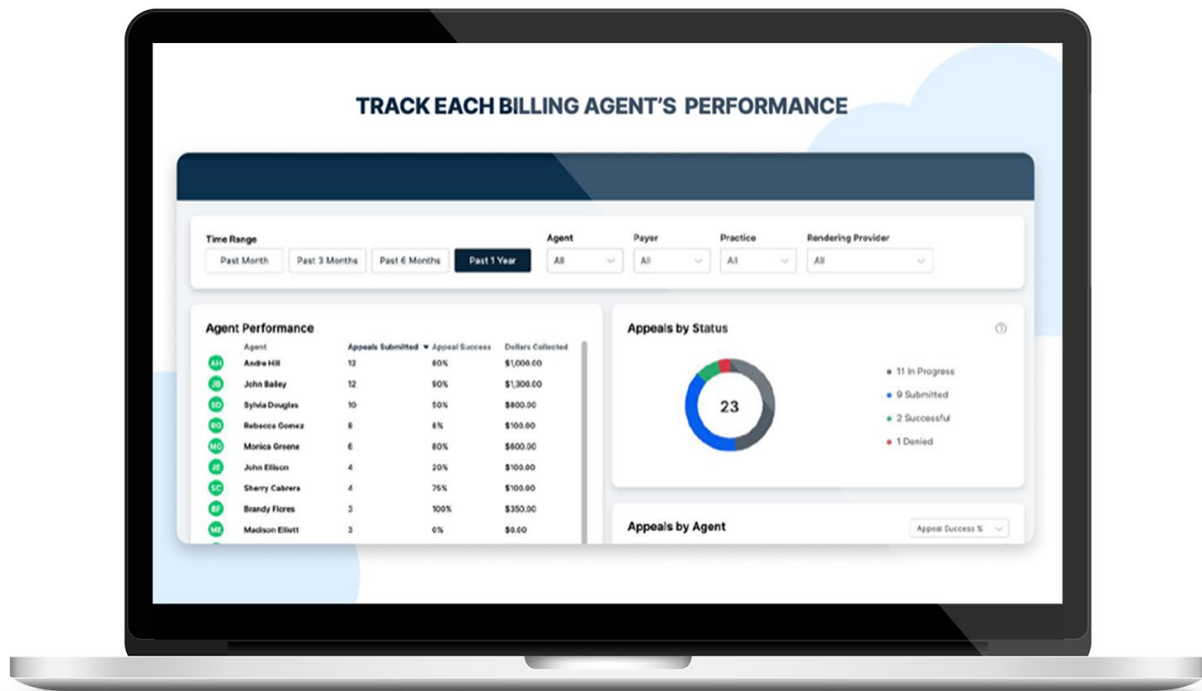 TRACK EACH BILLING AGENT'S PERFORMANCE
Time Range
Agent
Payer
Practice
Rendering Provider
Past Month
Past 3 Months
Past 6 Months
Past 1 Year
All
All
All
All
Agent Performance
Agent Appeals Submitted Appeal Success Dollars Collected
AH Andre Hill 12 60% $1,000.00
JB John Bailey 12 90% $1,300.00
SD Sylvia Douglas 10 50% $800.00
RG Rebecca Gomez 8 8% $100.00
MG Monica Greene 6 80% $600.00
JE John Ellison 4 20% $100.00
SC Sherry Cabrera 4 75% $100.00
BF Brandy Flores 3 100% $350.00
ME Madison Elliott 3 0% $0.00
Appeals by Status
?
23
11 In Progress
9 Submitted
2 Successful
1 Denied
Appeals by Agent
Appeal Success %